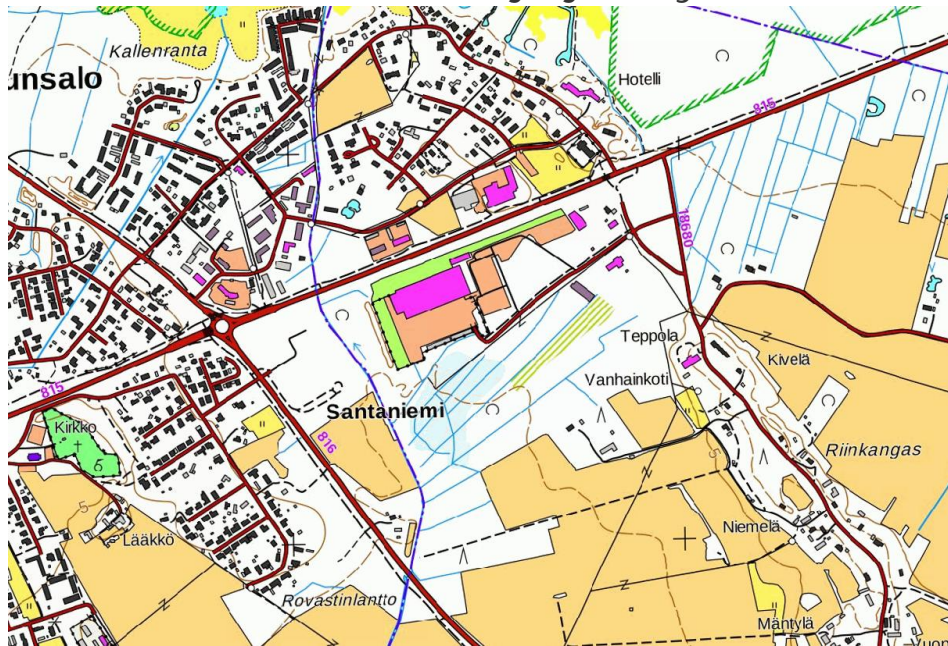 Kallenranta
unsalo
Hotelli
815
18680
Teppola
Kivelä
Vanhainkoti
815
Santaniemi
Kirkko
816
Riinkangas
Niemelä
Lääkkö
Rovastinlantto
Mäntylä